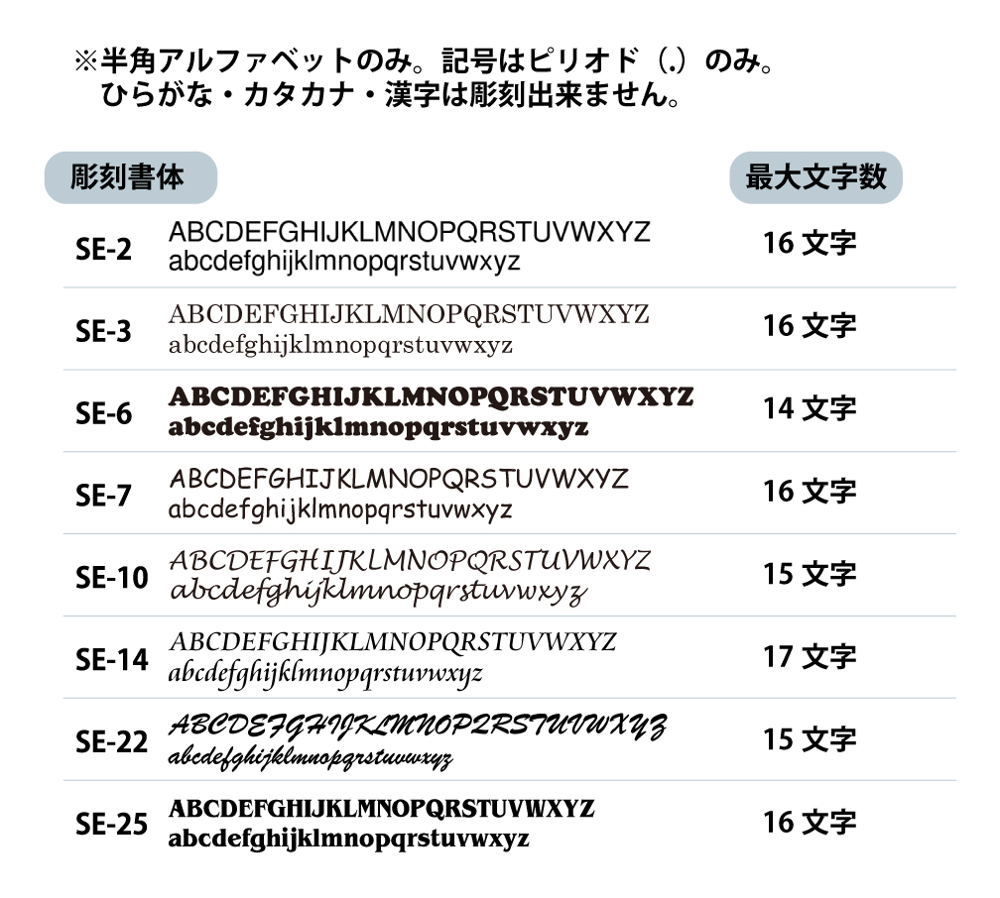 ※半角アルファベットのみ。記号はピリオド（.）のみ。
ひらがな・カタカナ・漢字は彫刻出来ません。
彫刻書体 最大文字数
SE-2 ABCDEFGHIJKLMNOPQRSTUVWXYZ 16 文字
abcdefghijklmnopqrstuvwxyz
SE-3 ABCDEFGHIJKLMNOPQRSTUVWXYZ 16 文字
abcdefghijklmnopqrstuvwxyz
SE-6 ABCDEFGHIJKLMNOPQRSTUVWXYZ 14 文字
abcdefghijklmnopqrstuvwxyz
SE-7 ABCDEFGHIJKLMNOPQRSTUVWXYZ 16 文字
abcdefghijklmnopqrstuvwxyz
SE-10 ABCDEFGHIJKLMNOPQRSTUVWXYZ 15 文字
abcdefghijklmnopqrstuvwxyz
SE-14 ABCDEFGHIJKLMNOPQRSTUVWXYZ 17 文字
abcdefghijklmnopqrstuvwxyz
SE-22 ABCDEFGHIJKLMNOPQRSTUVWXYZ 15 文字
abcdefghijklmnopqrstuvwxyz
SE-25 ABCDEFGHIJKLMNOPQRSTUVWXYZ 16 文字
abcdefghijklmnopqrstuvwxyz